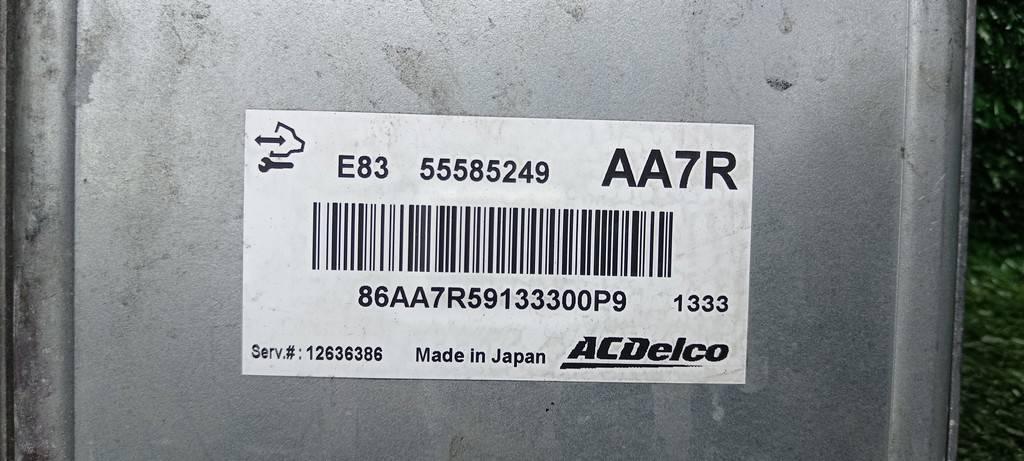 E83 55585249 AA7R
86AA7R59133300P9 1333
Serv.#: 12636386 Made in Japan ACDelco